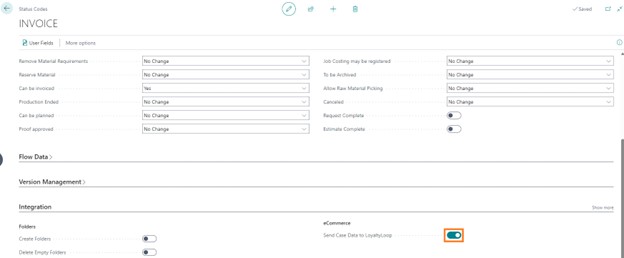 Status Codes
Saved
INVOICE
User Fields More options
Remove Material Requirements No Change Job Costing may be registered No Change
Reserve Material No Change To be Archived No Change
Can be invoiced Yes Allow Raw Material Picking No Change
Production Ended No Change Canceled No Change
Can be planned No Change Request Complete
Proof approved No Change Estimate Complete
Flow Data
Version Management
Integration Show more
Folders eCommerce
Create Folders Send Case Data to LoyaltyLoop
Delete Empty Folders